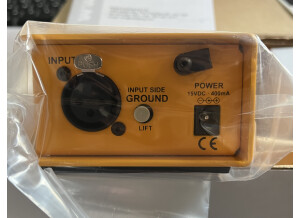 INPUT
INPUT SIDE
GROUND
LIFT
POWER
15VDC - 400mA
CE